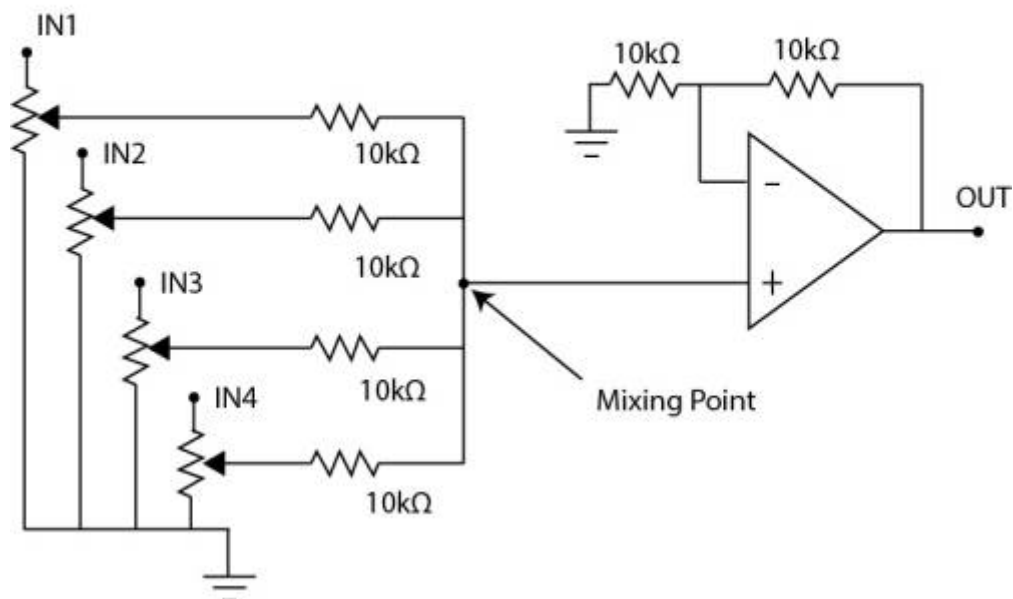 IN1
10kΩ
IN2
10kΩ
IN3
10kΩ
IN4
10kΩ
Mixing Point
10kΩ
10kΩ
-
+
OUT